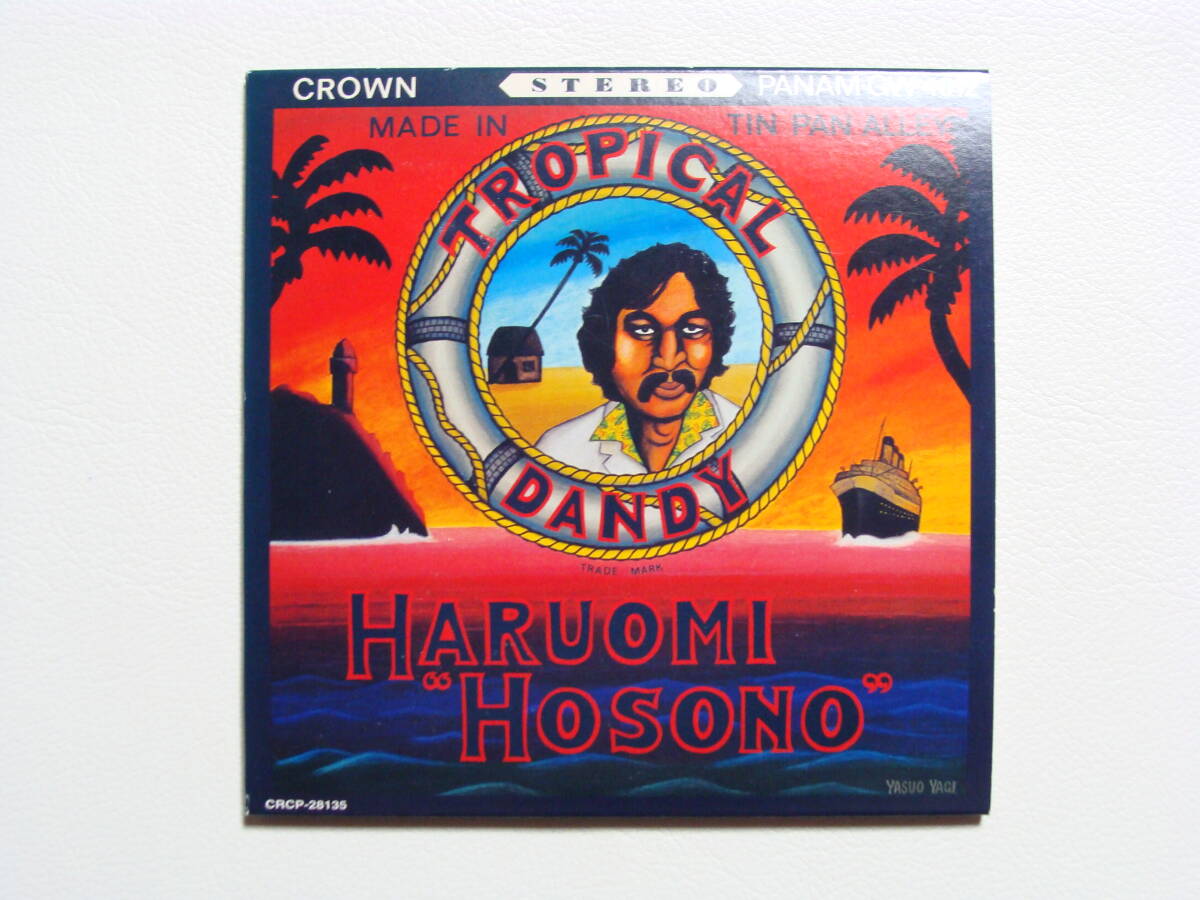 CROWN STEREO PANAM
MADE IN TIN PAN ALLEY
TROPICAL
DANDY
TRADE MARK
HARUOMI
"HOSONO"
YASUO YAGI
CRCP-28135